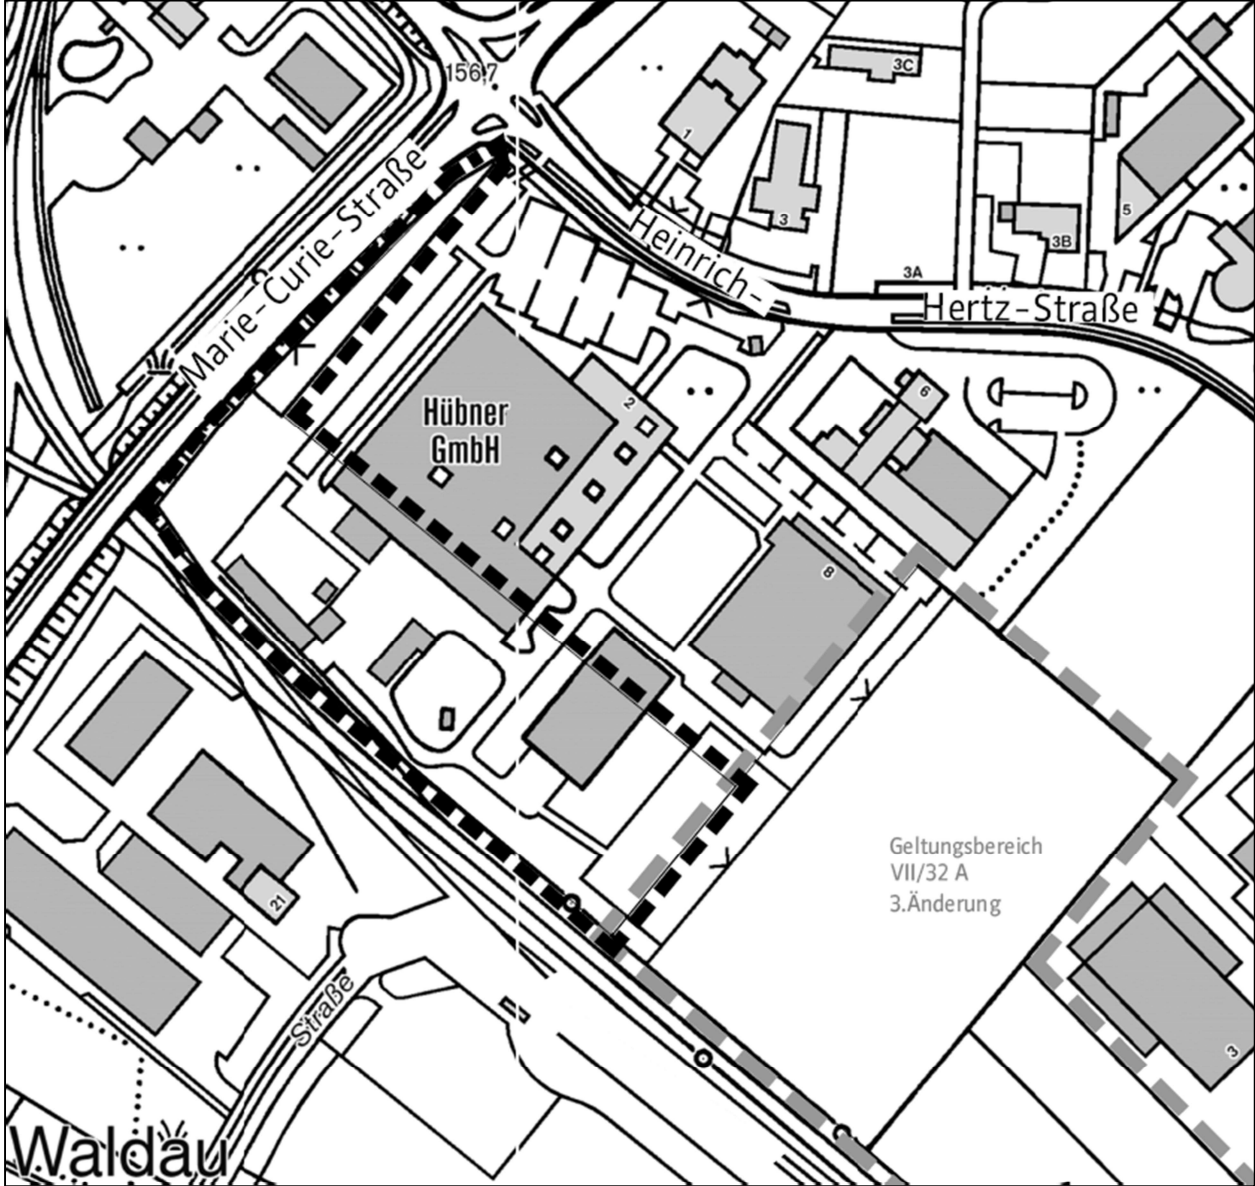 156,7
3C
1
3
5
3B
3A
Marie-Curie-Straße
Heinrich-
Hertz-Straße
Hübner
GmbH
2
6
8
Geltungsbereich
VII/32 A
3.Änderung
21
Straße
3
Waldau